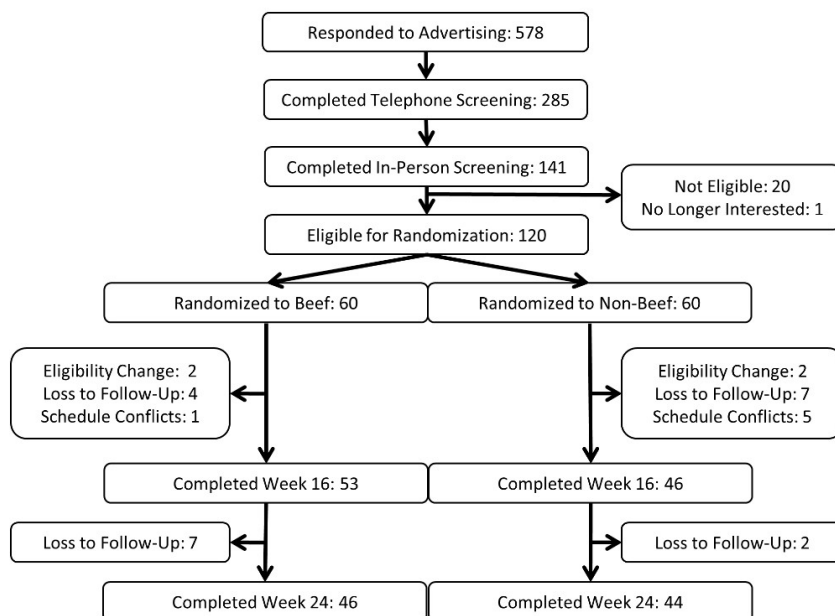 Responded to Advertising: 578
Completed Telephone Screening: 285
Completed In-Person Screening: 141
Not Eligible: 20
No Longer Interested: 1
Eligible for Randomization: 120
Randomized to Beef: 60
Randomized to Non-Beef: 60
Eligibility Change: 2
Loss to Follow-Up: 4
Schedule Conflicts: 1
Eligibility Change: 2
Loss to Follow-Up: 7
Schedule Conflicts: 5
Completed Week 16: 53
Completed Week 16: 46
Loss to Follow-Up: 7
Loss to Follow-Up: 2
Completed Week 24: 46
Completed Week 24: 44